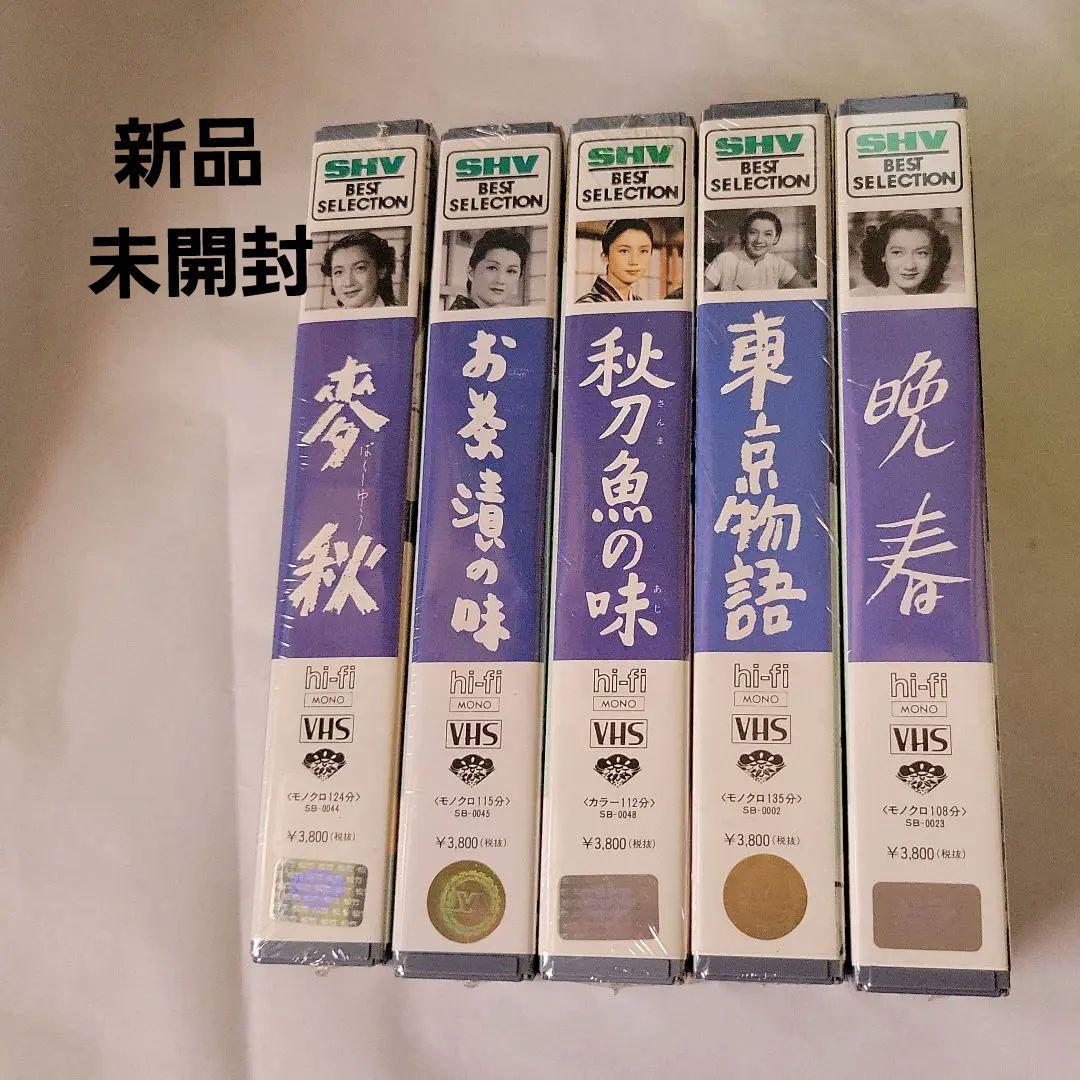 新品
未開封
SHV
BEST
SELECTION
麥秋
ばくしゅう
hi-fi
MONO
VHS
〈モノクロ124分〉
SB-0044
¥3,800(税抜)
SHV
BEST
SELECTION
お茶漬の味
hi-fi
MONO
VHS
〈モノクロ115分〉
SB-0045
¥3,800(税抜)
SHV
BEST
SELECTION
秋刀魚の味
さんま
あじ
hi-fi
MONO
VHS
〈カラー112分〉
SB-0048
¥3,800(税抜)
SHV
BEST
SELECTION
東京物語
hi-fi
MONO
VHS
〈モノクロ135分〉
SB-0002
¥3,800(税抜)
SHV
BEST
SELECTION
晩春
hi-fi
MONO
VHS
〈モノクロ108分〉
SB-0023
¥3,800(税抜)